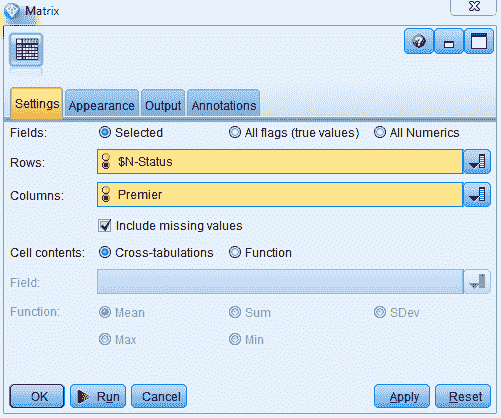 Matrix
?
Settings Appearance Output Annotations
Fields: Selected All flags (true values) All Numerics
Rows: $N-Status
Columns: Premier
Include missing values
Cell contents: Cross-tabulations Function
Field:
Function: Mean Sum SDev
Max Min
OK Run Cancel Apply Reset